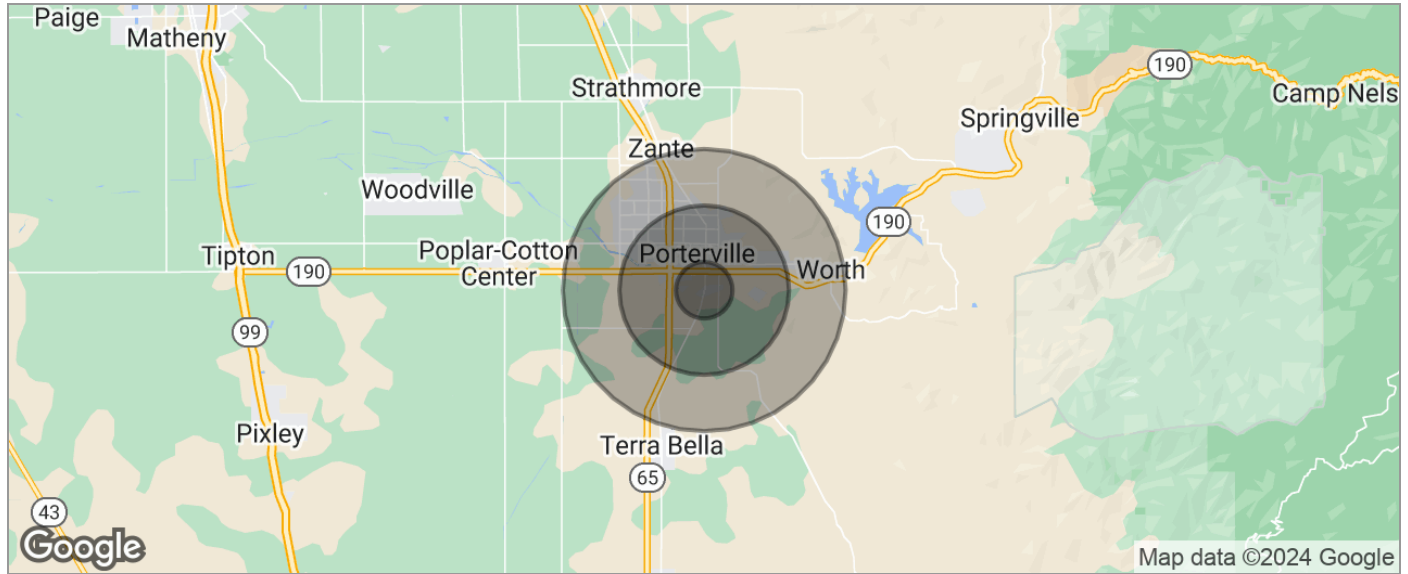 Paige
Matheny
190
Strathmore
Camp Nels
Springville
Zante
Woodville
190
Poplar-Cotton
Center
Porterville
Tipton
190
Worth
99
Pixley
Terra Bella
65
43
Google
Map data ©2024 Google